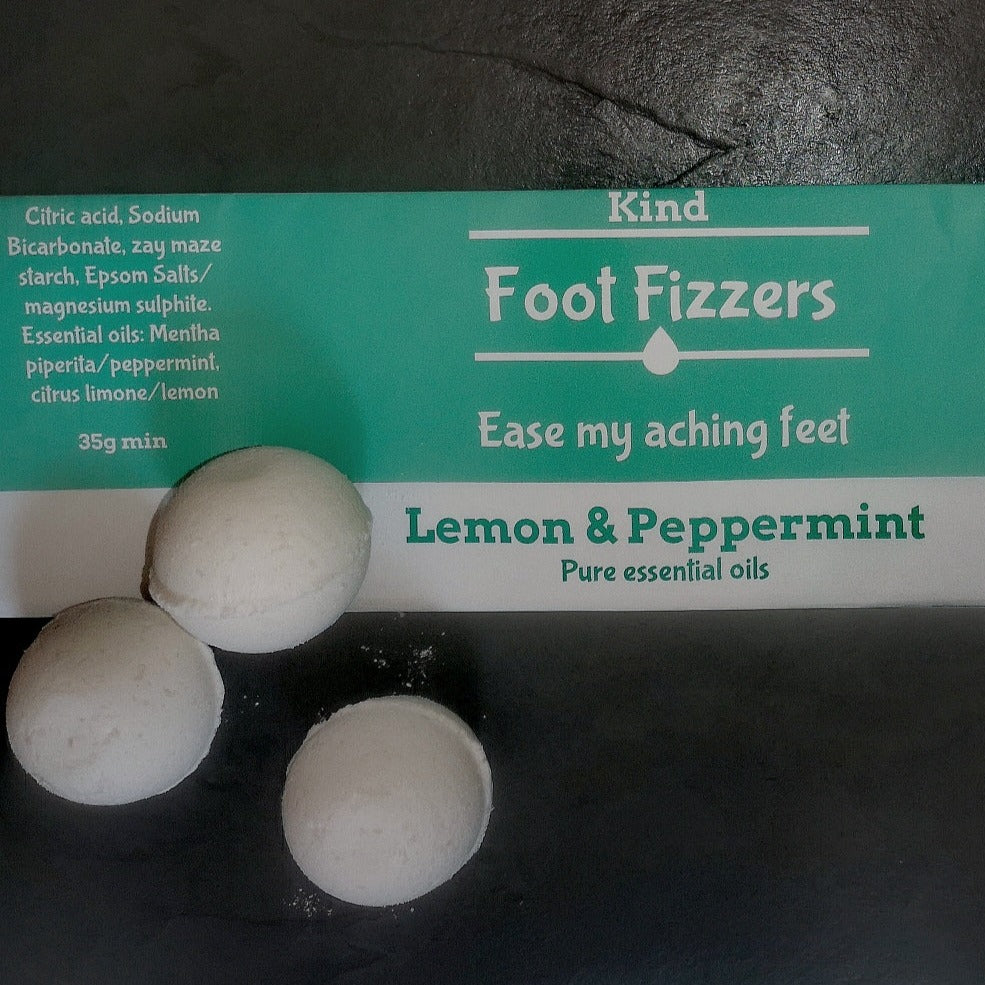 Citric acid, Sodium
Bicarbonate, zay maze
starch, Epsom Salts/
magnesium sulphite.
Essential oils: Mentha
piperita/peppermint,
citrus limone/lemon
35g min
Kind
Foot Fizzers
Ease my aching feet
Lemon & Peppermint
Pure essential oils